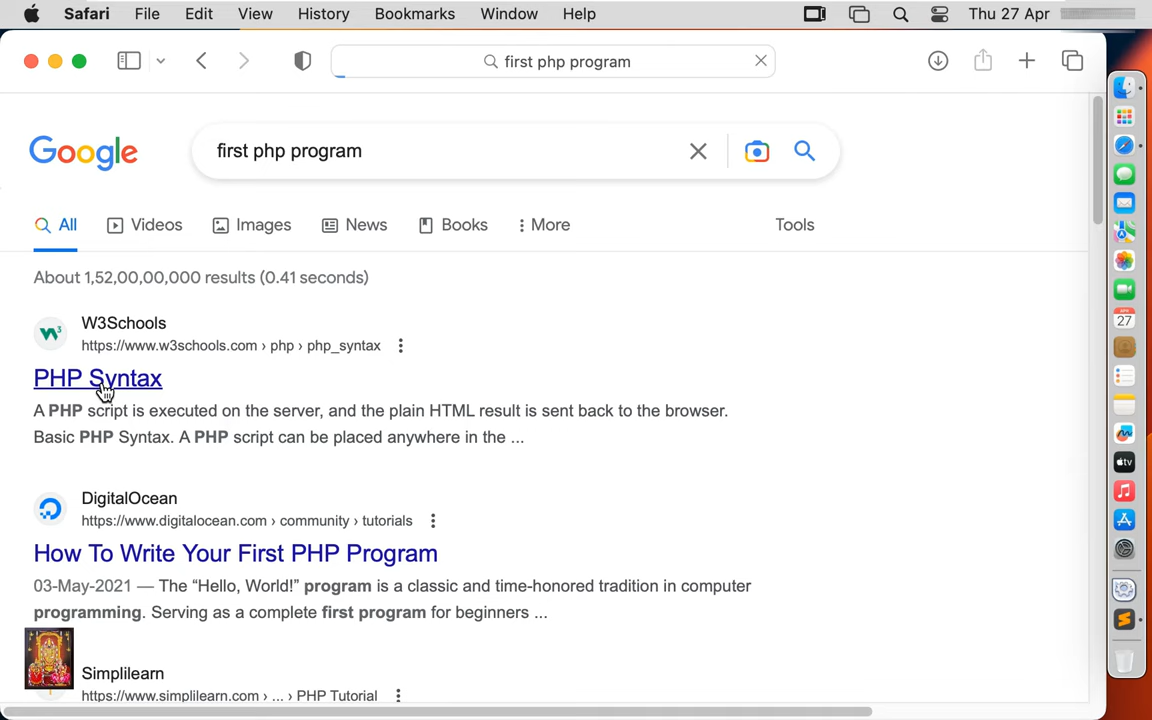 Safari File Edit View History Bookmarks Window Help Thu 27 Apr
first php program
Google first php program
All Videos Images News Books More Tools
About 1,52,00,00,000 results (0.41 seconds)
W3Schools
https://www.w3schools.com › php › php_syntax
PHP Syntax
A PHP script is executed on the server, and the plain HTML result is sent back to the browser.
Basic PHP Syntax. A PHP script can be placed anywhere in the ...
DigitalOcean
https://www.digitalocean.com › community › tutorials
How To Write Your First PHP Program
03-May-2021 — The “Hello, World!” program is a classic and time-honored tradition in computer
programming. Serving as a complete first program for beginners ...
Simplilearn
https://www.simplilearn.com › ... › PHP Tutorial
APR
27
tv